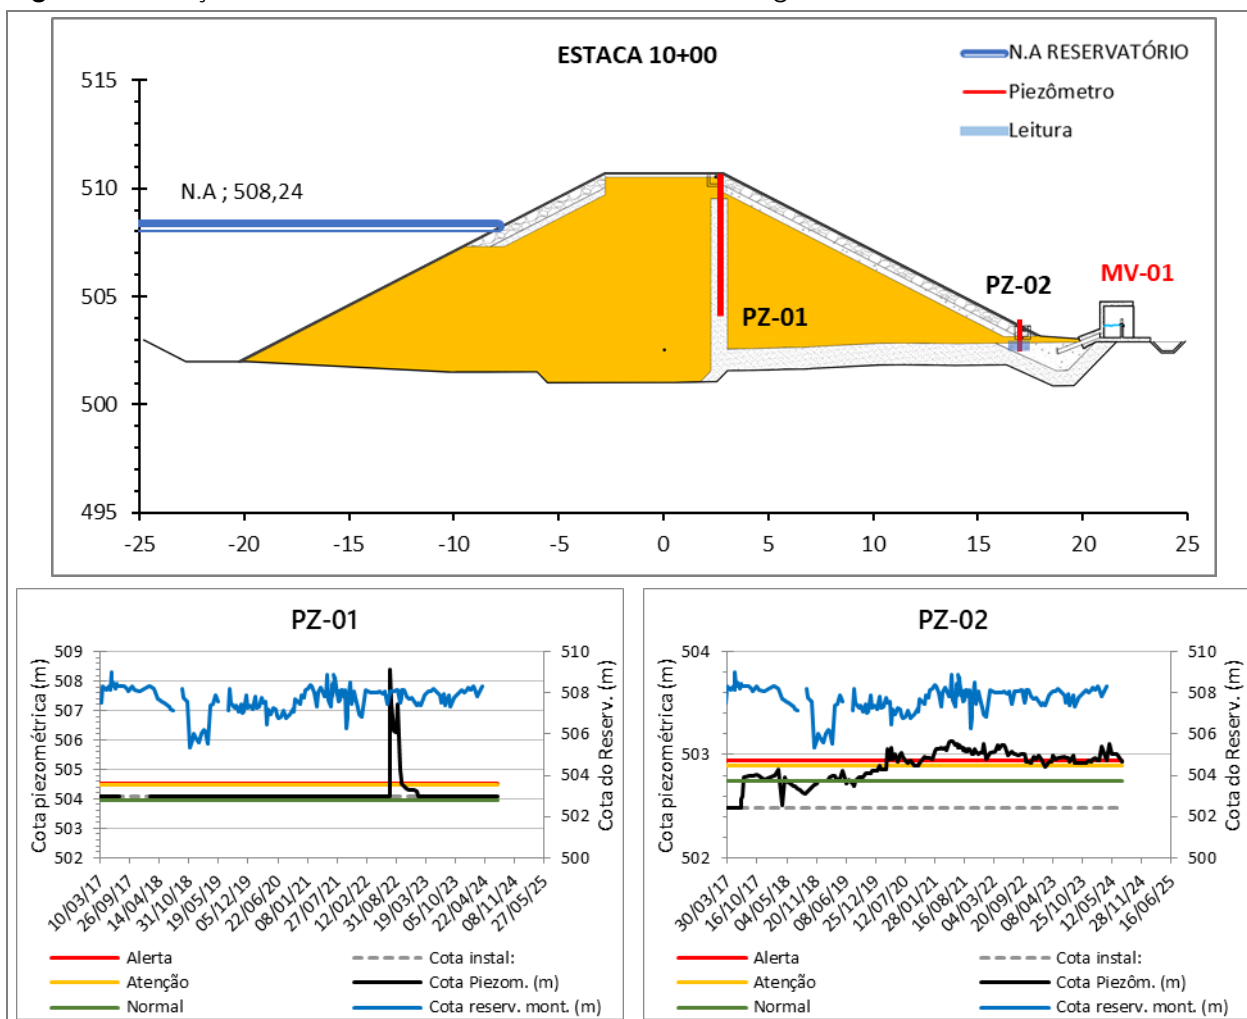 ESTACA 10+00
N.A RESERVATÓRIO
Piezômetro
Leitura
515
510
505
500
495
N.A ; 508,24
PZ-01
PZ-02
MV-01
-25 -20 -15 -10 -5 0 5 10 15 20 25
PZ-01
Cota piezométrica (m)
509
508
507
506
505
504
503
502
510
508
506
504
502
500
Cota do Reserv. (m)
10/03/17 26/09/17 14/04/18 31/10/18 19/05/19 05/12/19 22/06/20 08/01/21 27/07/21 12/02/22 31/08/22 19/03/23 05/10/23 22/04/24 08/11/24 27/05/25
Alerta
Atenção
Normal
Cota instal:
Cota Piezom. (m)
Cota reserv. mont. (m)
PZ-02
Cota piezométrica (m)
504
503
502
510
508
506
504
502
500
Cota do Reserv. (m)
30/03/17 16/10/17 04/05/18 20/11/18 08/06/19 25/12/19 12/07/20 28/01/21 16/08/21 04/03/22 20/09/22 08/04/23 25/10/23 12/05/24 28/11/24 16/06/25
Alerta
Atenção
Normal
Cota instal:
Cota Piezôm. (m)
Cota reserv. mont. (m)